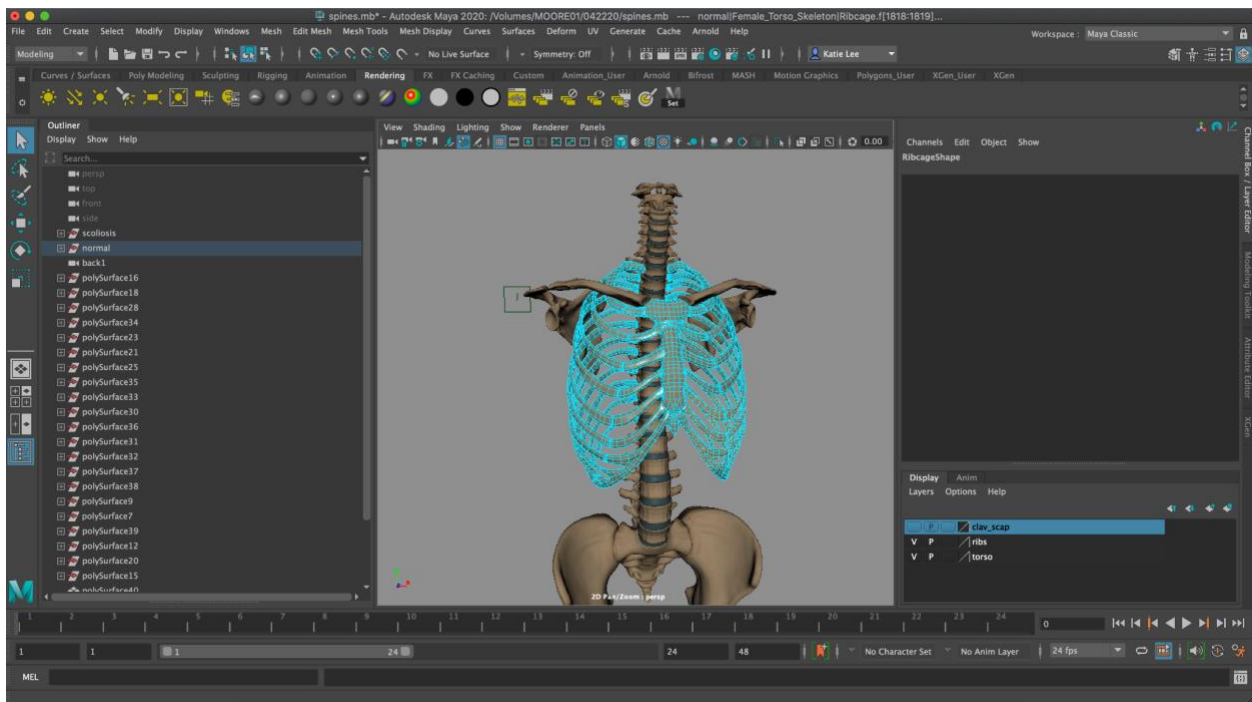 spines.mb* - Autodesk Maya 2020: /Volumes/MOORE01/042220/spines.mb --- normal|Female_Torso_Skeleton|Ribcage.f[1818:1819]...
File Edit Create Select Modify Display Windows Mesh Edit Mesh Mesh Tools Mesh Display Curves Surfaces Deform UV Generate Cache Arnold Help
Workspace : Maya Classic
Modeling
No Live Surface
Symmetry: Off
Katie Lee
Curves / Surfaces Poly Modeling Sculpting Rigging Animation Rendering FX FX Caching Custom Animation_User Arnold Bifrost MASH Motion Graphics Polygons_User XGen_User XGen
Set
Outliner
Display Show Help
Search...
persp
top
front
side
scoliosis
normal
back1
polySurface16
polySurface18
polySurface28
polySurface34
polySurface23
polySurface21
polySurface25
polySurface35
polySurface33
polySurface30
polySurface36
polySurface31
polySurface32
polySurface37
polySurface38
polySurface9
polySurface7
polySurface39
polySurface12
polySurface20
polySurface15
polySurface40
View Shading Lighting Show Renderer Panels
0.00
2D Pan/Zoom : persp
Channels Edit Object Show
RibcageShape
Channel Box / Layer Editor
Modeling Toolkit
Attribute Editor
XGen
Display Anim
Layers Options Help
P clav_scap
V P ribs
V P torso
1 2 3 4 5 6 7 8 9 10 11 12 13 14 15 16 17 18 19 20 21 22 23 24
0
1 1 1 24 24 48
No Character Set
No Anim Layer
24 fps
MEL